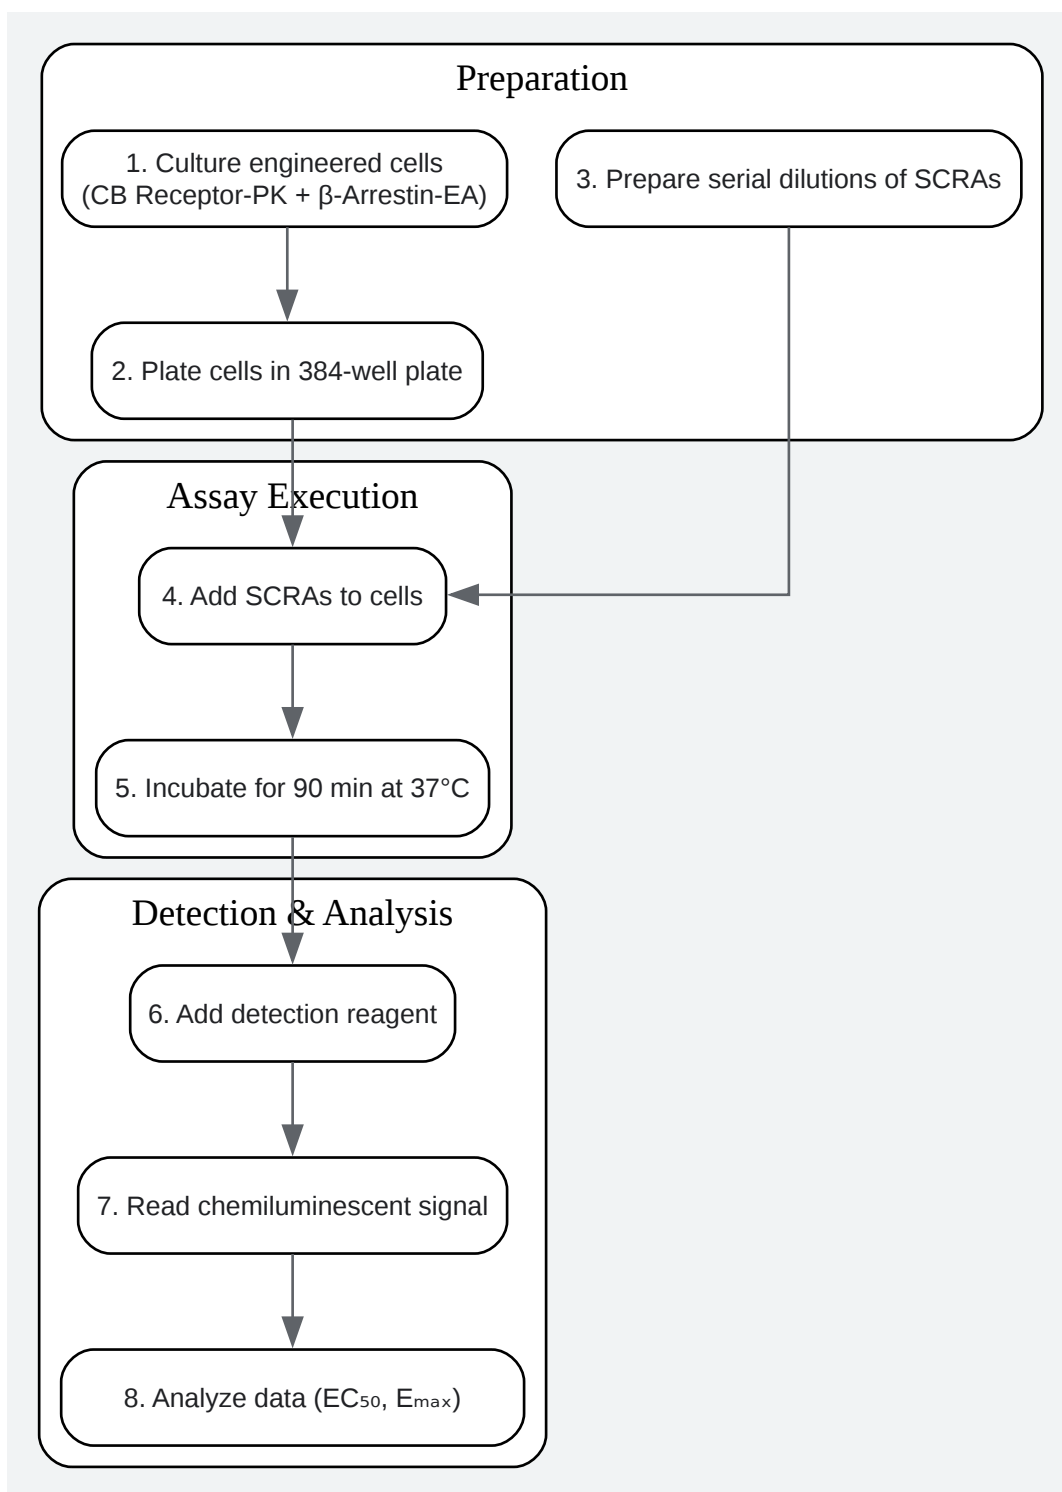 Preparation
1. Culture engineered cells
(CB Receptor-PK + β-Arrestin-EA)
3. Prepare serial dilutions of SCRAs
2. Plate cells in 384-well plate
Assay Execution
4. Add SCRAs to cells
5. Incubate for 90 min at 37°C
Detection & Analysis
6. Add detection reagent
7. Read chemiluminescent signal
8. Analyze data (EC₅₀, Eₘₐₓ)